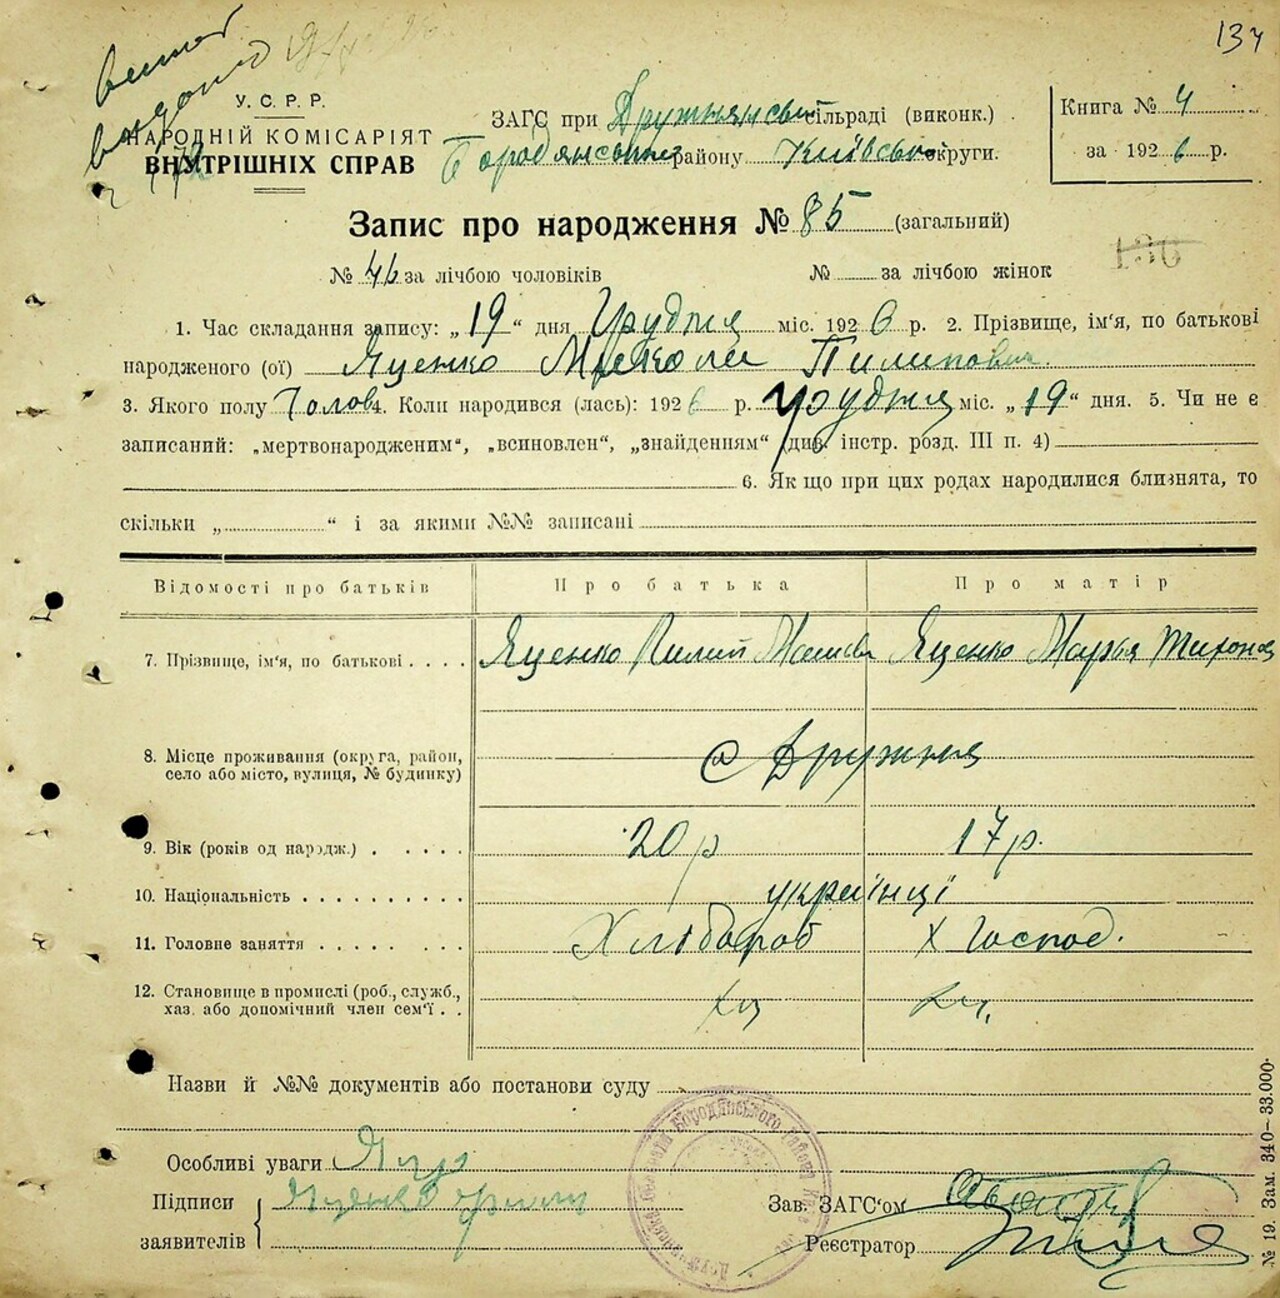 134
витяг
видано
У. С. Р. Р.
НАРОДНІЙ КОМІСАРІЯТ
ВНУТРІШНІХ СПРАВ
ЗАГС при Дружнянській сільраді (виконк.)
Бородянського району Київської округи.
Книга № 4
за 1926 р.
Запис про народження № 85 (загальний)
№ 46 за лічбою чоловіків № за лічбою жінок
1. Час складання запису: „19“ дня Грудня міс. 1926 р. 2. Прізвище, ім'я, по батькові
народженого (ої) Яценко Микола Пилипович
3. Якого полу Чолов 4. Коли народився (лась): 1926 р. Грудня міс. „19“ дня. 5. Чи не є
записаний: „мертвонародженим“, „всиновлен“, „знайденням“ (див. інстр. розд. III п. 4)
6. Як що при цих родах народилися близнята, то
скільки „ “ і за якими №№ записані
Відомості про батьків Про батька Про матір
7. Прізвище, ім'я, по батькові . . . . Яценко Пилип Яценко Марья Тихонов
8. Місце проживання (округа, район,
село або місто, вулиця, № будинку)
с Дружня
9. Вік (років од народж.) . . . . . 20 р 17 р.
10. Національність . . . . . . . . . . українці
11. Головне заняття . . . . . . . . Хлібороб х господ.
12. Становище в промислі (роб., служб.,
хаз. або допомічний член сем'ї . .
Назви й №№ документів або постанови суду
Особливі уваги
Підписи Яценко
заявителів
Зав. ЗАГС'ом
Реєстратор
Бородянського района
№ 19. Зам. 340–33.000.